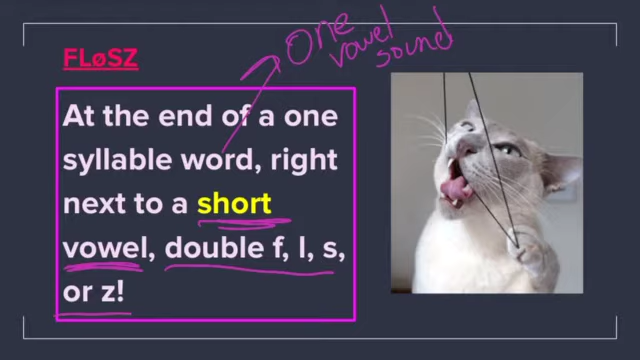 FLøSZ
One
vowel
sound
At the end of a one
syllable word, right
next to a short
vowel, double f, l, s,
or z!